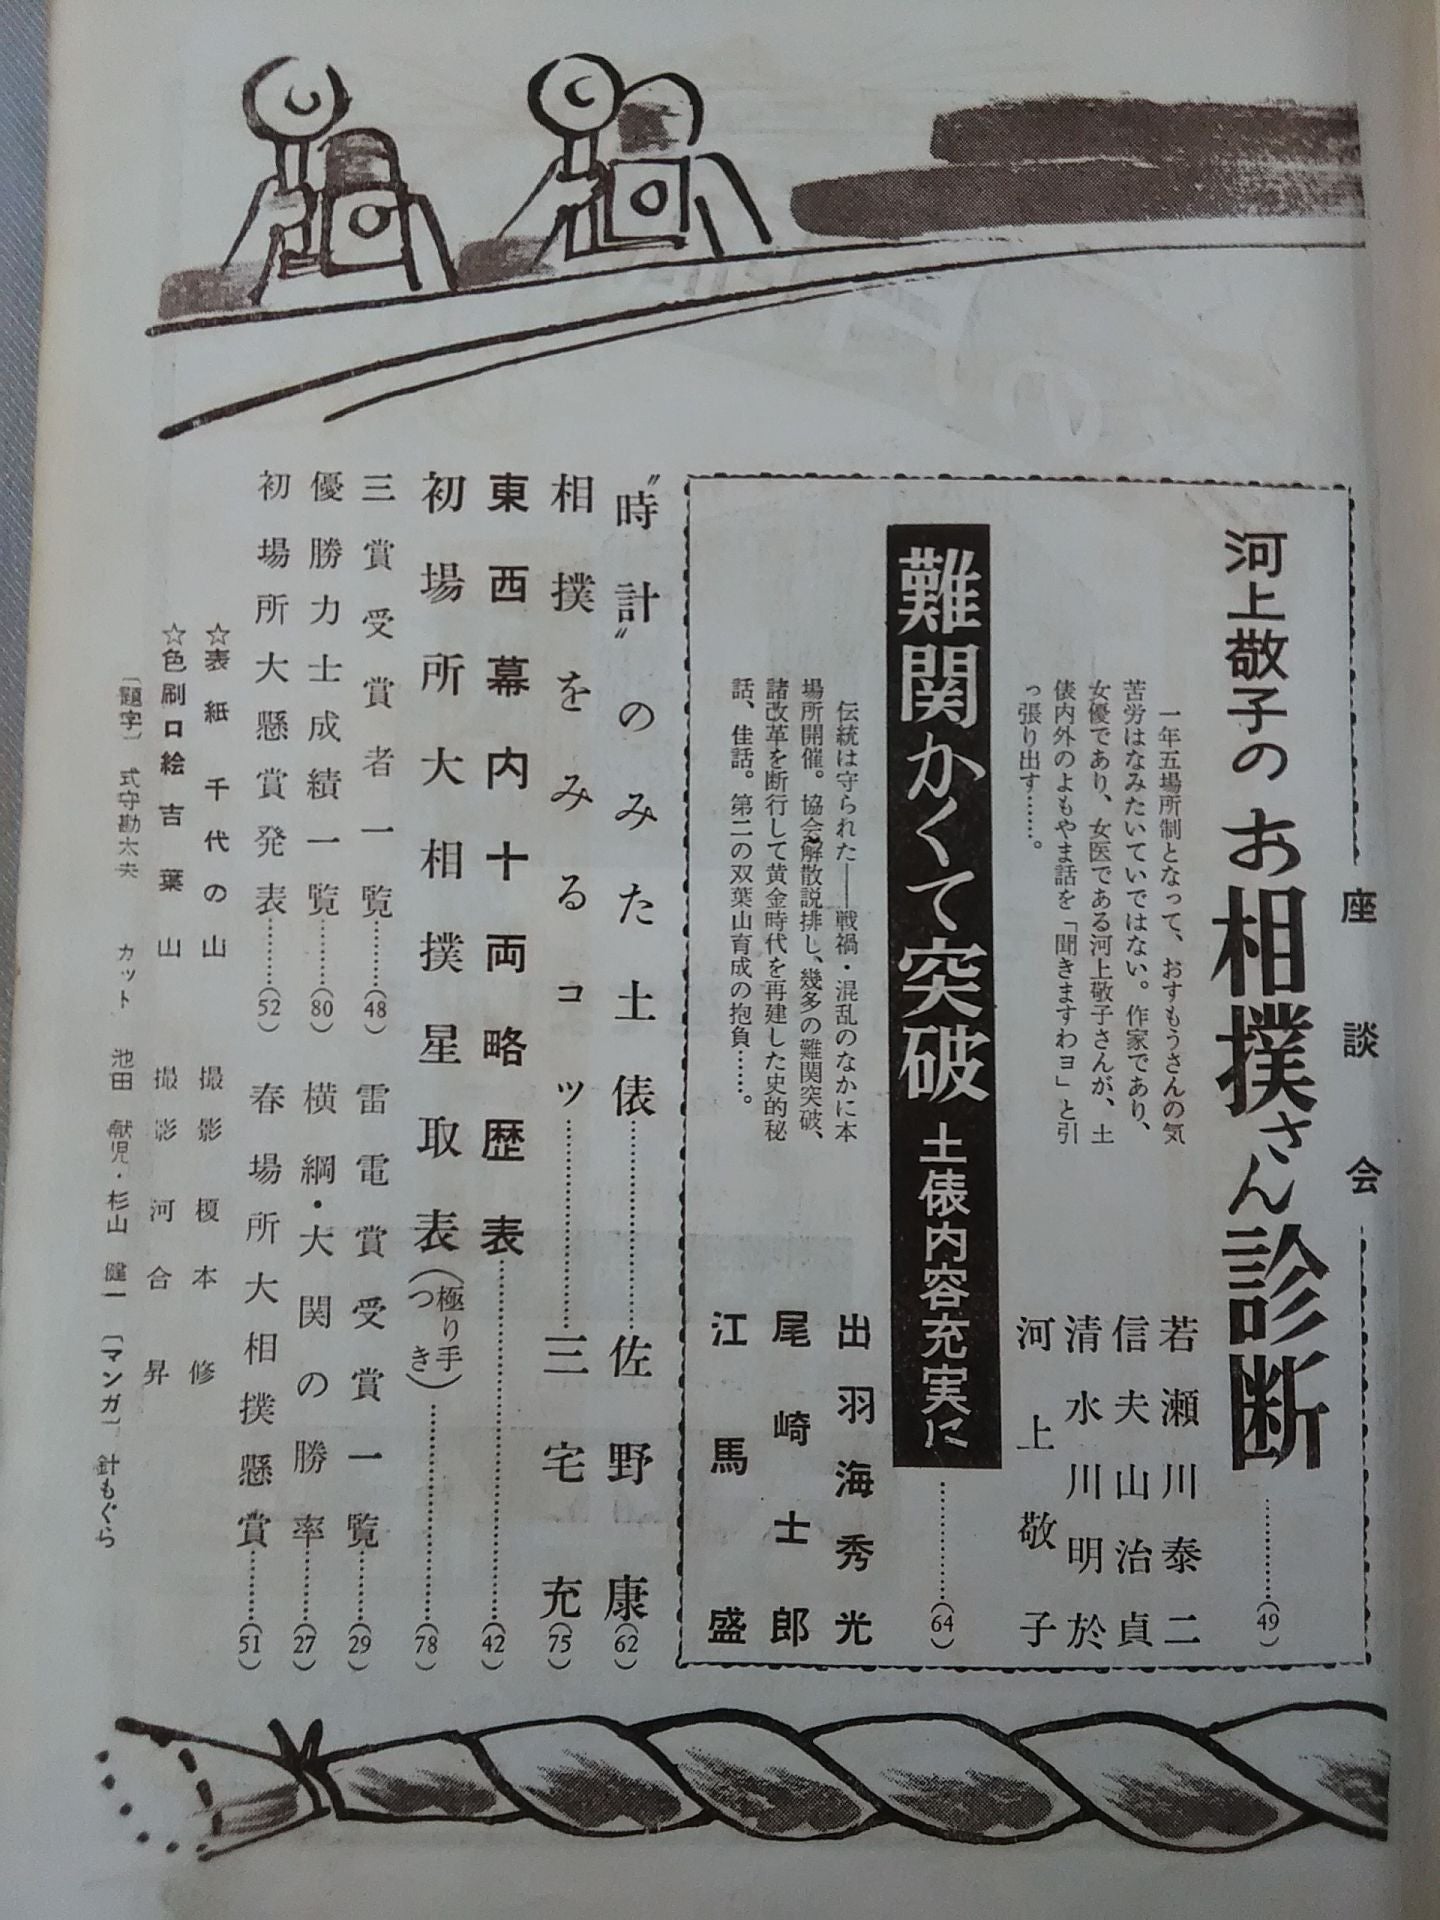 座談会
河上敬子の お相撲さん診断 ………(49)
一年五場所制となって、おすもうさんの気
苦労はなみたいていではない。作家であり、
女優であり、女医である河上敬子さんが、土
俵内外のよもやま話を「聞きますわヨ」と引
っ張り出す……。
若瀬川泰二
信夫山治貞
清水川明於
河上敬子
難関かくて突破 土俵内容充実に ………(64)
伝統は守られた――戦禍・混乱のなかに本
場所開催。協会解散説排し、幾多の難関突破、
諸改革を断行して黄金時代を再建した史的秘
話、佳話。第二の双葉山育成の抱負……。
出羽海秀光
尾崎士郎
江馬盛
〝時計〟のみた土俵………佐野康(62)
相撲をみるコツ………三宅充(75)
東西幕内十両略歴表………(42)
初場所大相撲星取表(極り手つき)………(78)
三賞受賞者一覧………(48)
雷電賞受賞一覧………(29)
優勝力士成績一覧………(80)
横綱・大関の勝率………(27)
初場所大懸賞発表………(52)
春場所大相撲懸賞………(51)
☆表紙 千代の山 撮影 榎本修
☆色刷口絵 吉葉山 撮影 河合昇
〔題字〕 式守勘太夫 カット 池田献児・杉山健一 〔マンガ〕 針もぐら